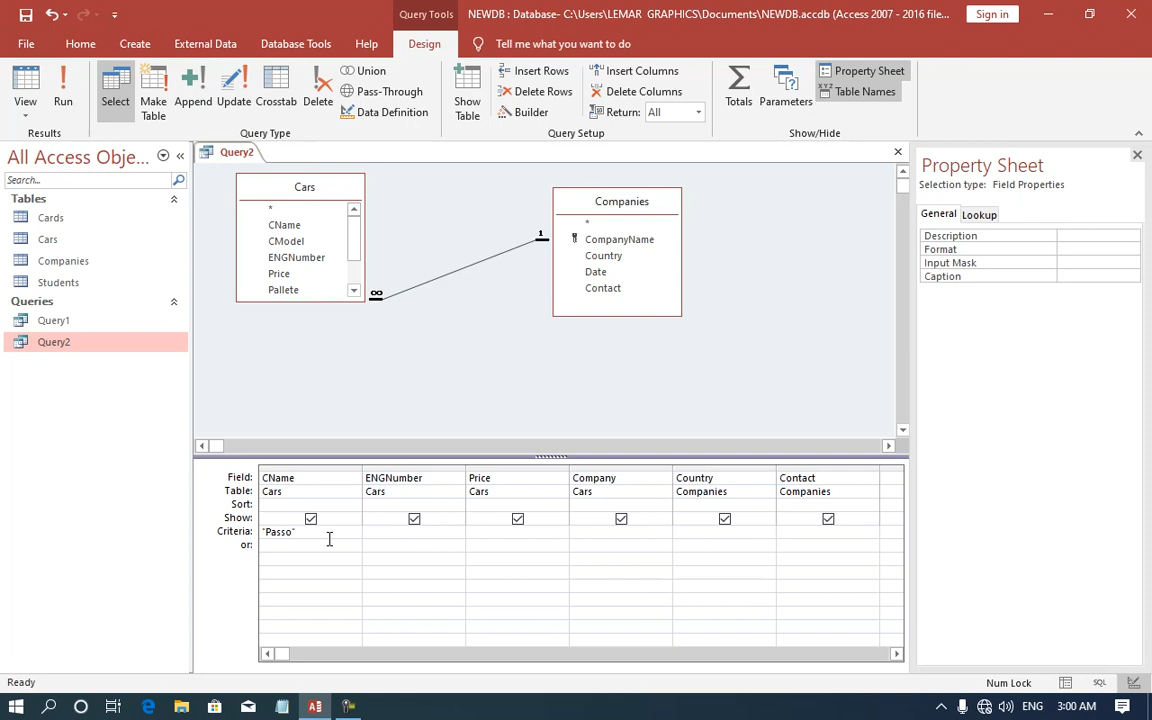 Query Tools
NEWDB : Database- C:\Users\LEMAR GRAPHICS\Documents\NEWDB.accdb (Access 2007 - 2016 file...
Sign in
File Home Create External Data Database Tools Help Design Tell me what you want to do
View
Run
Results
Select
Make Table
Append
Update
Crosstab
Delete
Union
Pass-Through
Data Definition
Query Type
Show Table
Insert Rows
Delete Rows
Builder
Insert Columns
Delete Columns
Return: All
Query Setup
Totals
Parameters
Property Sheet
XYZ Table Names
Show/Hide
All Access Obje...
Search...
Tables
Cards
Cars
Companies
Students
Queries
Query1
Query2
Query2
Cars
*
CName
CModel
ENGNumber
Price
Pallete
∞
1
Companies
*
CompanyName
Country
Date
Contact
Field: CName ENGNumber Price Company Country Contact
Table: Cars Cars Cars Cars Companies Companies
Sort:
Show:
Criteria: "Passo"
or:
Property Sheet
Selection type: Field Properties
General Lookup
Description
Format
Input Mask
Caption
Ready
Num Lock
SQL
ENG
3:00 AM